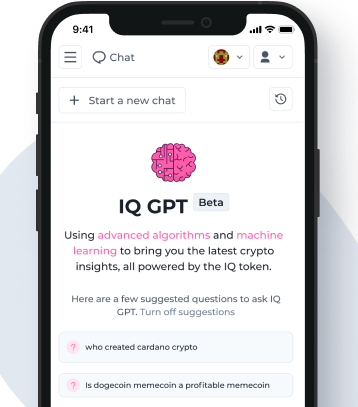 9:41
Chat
+ Start a new chat
IQ GPT Beta
Using advanced algorithms and machine
learning to bring you the latest crypto
insights, all powered by the IQ token.
Here are a few suggested questions to ask IQ
GPT. Turn off suggestions
? who created cardano crypto
? Is dogecoin memecoin a profitable memecoin